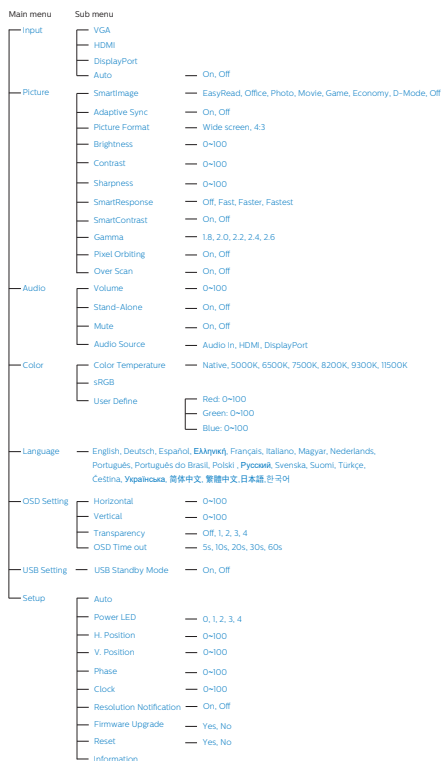 Main menu Sub menu
Input VGA
HDMI
DisplayPort
Auto On, Off
Picture SmartImage EasyRead, Office, Photo, Movie, Game, Economy, D-Mode, Off
Adaptive Sync On, Off
Picture Format Wide screen, 4:3
Brightness 0~100
Contrast 0~100
Sharpness 0~100
SmartResponse Off, Fast, Faster, Fastest
SmartContrast On, Off
Gamma 1.8, 2.0, 2.2, 2.4, 2.6
Pixel Orbiting On, Off
Over Scan On, Off
Audio Volume 0~100
Stand-Alone On, Off
Mute On, Off
Audio Source Audio In, HDMI, DisplayPort
Color Color Temperature Native, 5000K, 6500K, 7500K, 8200K, 9300K, 11500K
sRGB
User Define Red: 0~100
Green: 0~100
Blue: 0~100
Language English, Deutsch, Español, Ελληνική, Français, Italiano, Magyar, Nederlands,
Português, Português do Brasil, Polski , Русский, Svenska, Suomi, Türkçe,
Čeština, Українська, 简体中文, 繁體中文,日本語,한국어
OSD Setting Horizontal 0~100
Vertical 0~100
Transparency Off, 1, 2, 3, 4
OSD Time out 5s, 10s, 20s, 30s, 60s
USB Setting USB Standby Mode On, Off
Setup Auto
Power LED 0, 1, 2, 3, 4
H. Position 0~100
V. Position 0~100
Phase 0~100
Clock 0~100
Resolution Notification On, Off
Firmware Upgrade Yes, No
Reset Yes, No
Information